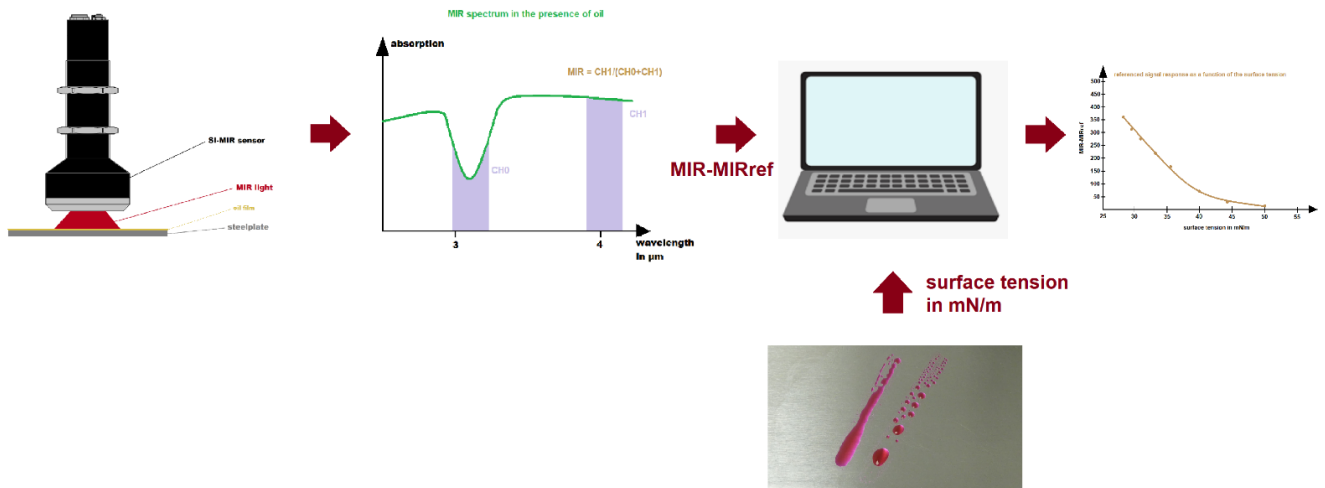 MIR spectrum in the presence of oil
absorption
MIR = CH1/(CH0+CH1)
CH1
CH0
3
4
wavelength
in µm
SI-MIR sensor
MIR light
oil film
steelplate
MIR-MIRref
referenced signal response as a function of the surface tension
MIR-MIRref
500
450
400
350
300
250
200
150
100
50
25
30
35
40
45
50
55
surface tension in mN/m
surface tension
in mN/m